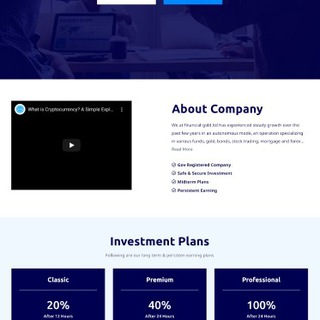 What is Cryptocurrency? A Simple Expl...
About Company
We at financial gold ltd has experienced steady growth over the
past few years in an autonomous mode, an operation specializing
in various funds, gold, bonds, stock trading, mortgage and forex...
Read More
Gov Registered Company
Safe & Secure Investment
Midterm Plans
Persistent Earning
Investment Plans
Following are our long term & persistent earning plans
Classic
Premium
Professional
20%
40%
100%
After 12 Hours
After 24 Hours
After 24 Hours